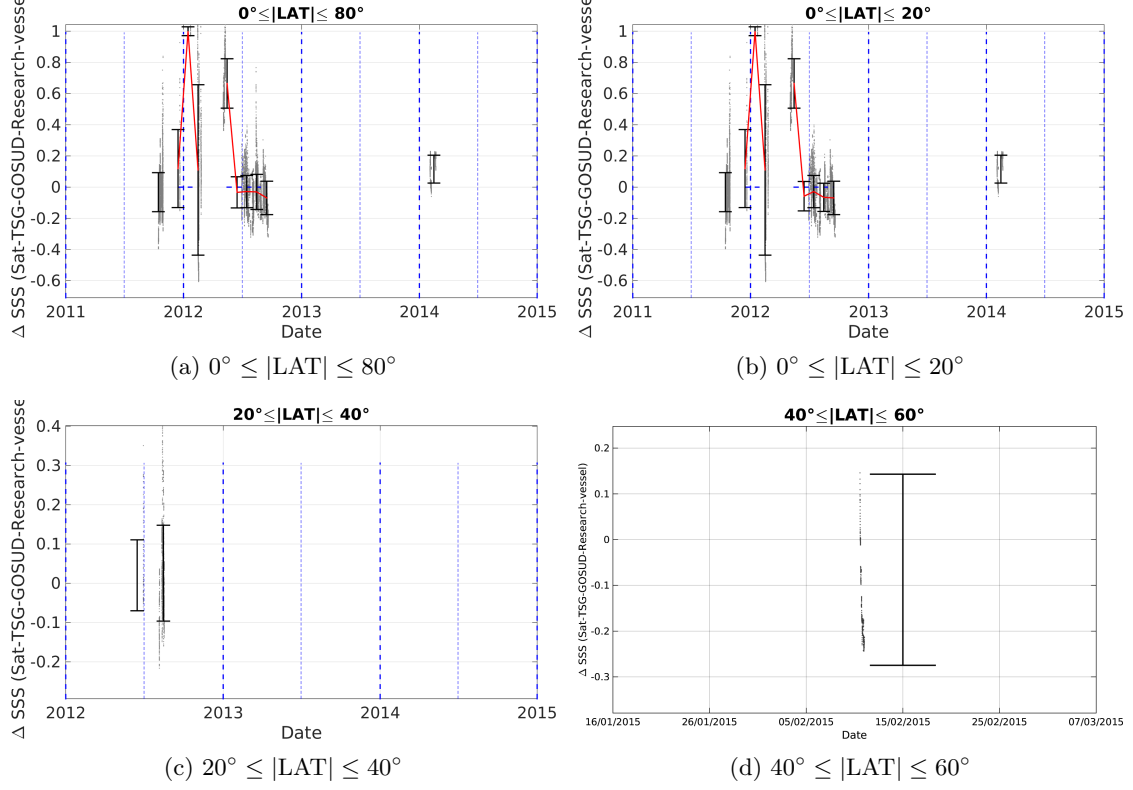 0°≤|LAT|≤ 80°
Δ SSS (Sat-TSG-GOSUD-Research-vesse
1
0.8
0.6
0.4
0.2
0
-0.2
-0.4
-0.6
2011 2012 2013 2014 2015
Date
(a) 0° ≤ |LAT| ≤ 80°
0°≤|LAT|≤ 20°
Δ SSS (Sat-TSG-GOSUD-Research-vesse
1
0.8
0.6
0.4
0.2
0
-0.2
-0.4
-0.6
2011 2012 2013 2014 2015
Date
(b) 0° ≤ |LAT| ≤ 20°
20°≤|LAT|≤ 40°
Δ SSS (Sat-TSG-GOSUD-Research-vesse
0.4
0.3
0.2
0.1
0
-0.1
-0.2
2012 2013 2014 2015
Date
(c) 20° ≤ |LAT| ≤ 40°
40°≤|LAT|≤ 60°
Δ SSS (Sat-TSG-GOSUD-Research-vessel)
0.2
0.1
0
-0.1
-0.2
-0.3
16/01/2015 26/01/2015 05/02/2015 15/02/2015 25/02/2015 07/03/2015
Date
(d) 40° ≤ |LAT| ≤ 60°